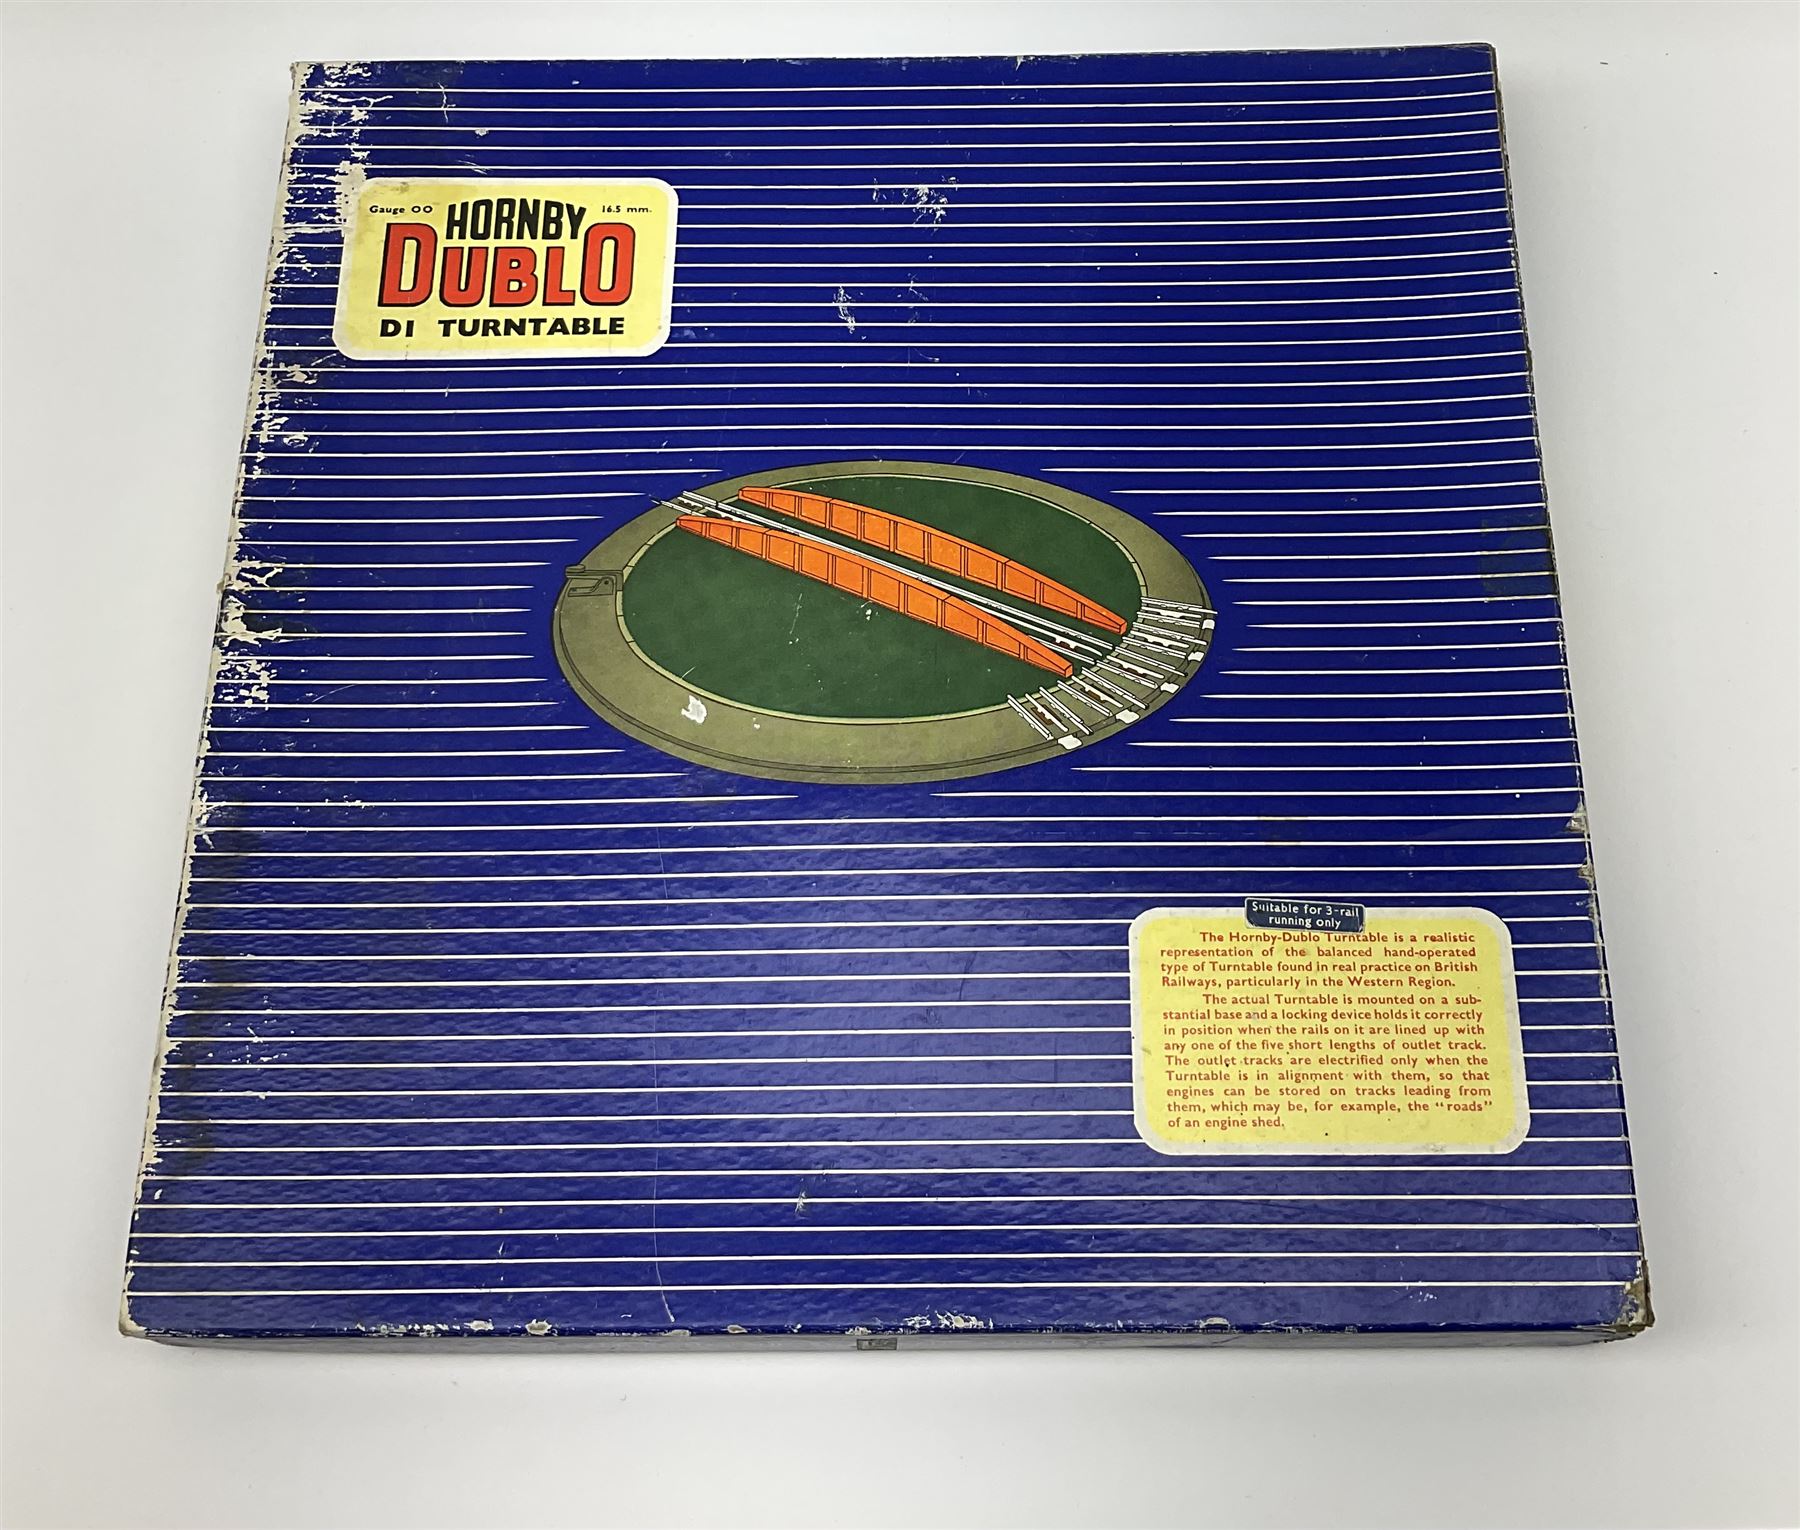 Gauge OO HORNBY 16.5 mm.
DUBLO
D1 TURNTABLE
Suitable for 3-rail
running only
The Hornby-Dublo Turntable is a realistic
representation of the balanced hand-operated
type of Turntable found in real practice on British
Railways, particularly in the Western Region.
The actual Turntable is mounted on a sub-
stantial base and a locking device holds it correctly
in position when the rails on it are lined up with
any one of the five short lengths of outlet track.
The outlet tracks are electrified only when the
Turntable is in alignment with them, so that
engines can be stored on tracks leading from
them, which may be, for example, the "roads"
of an engine shed.